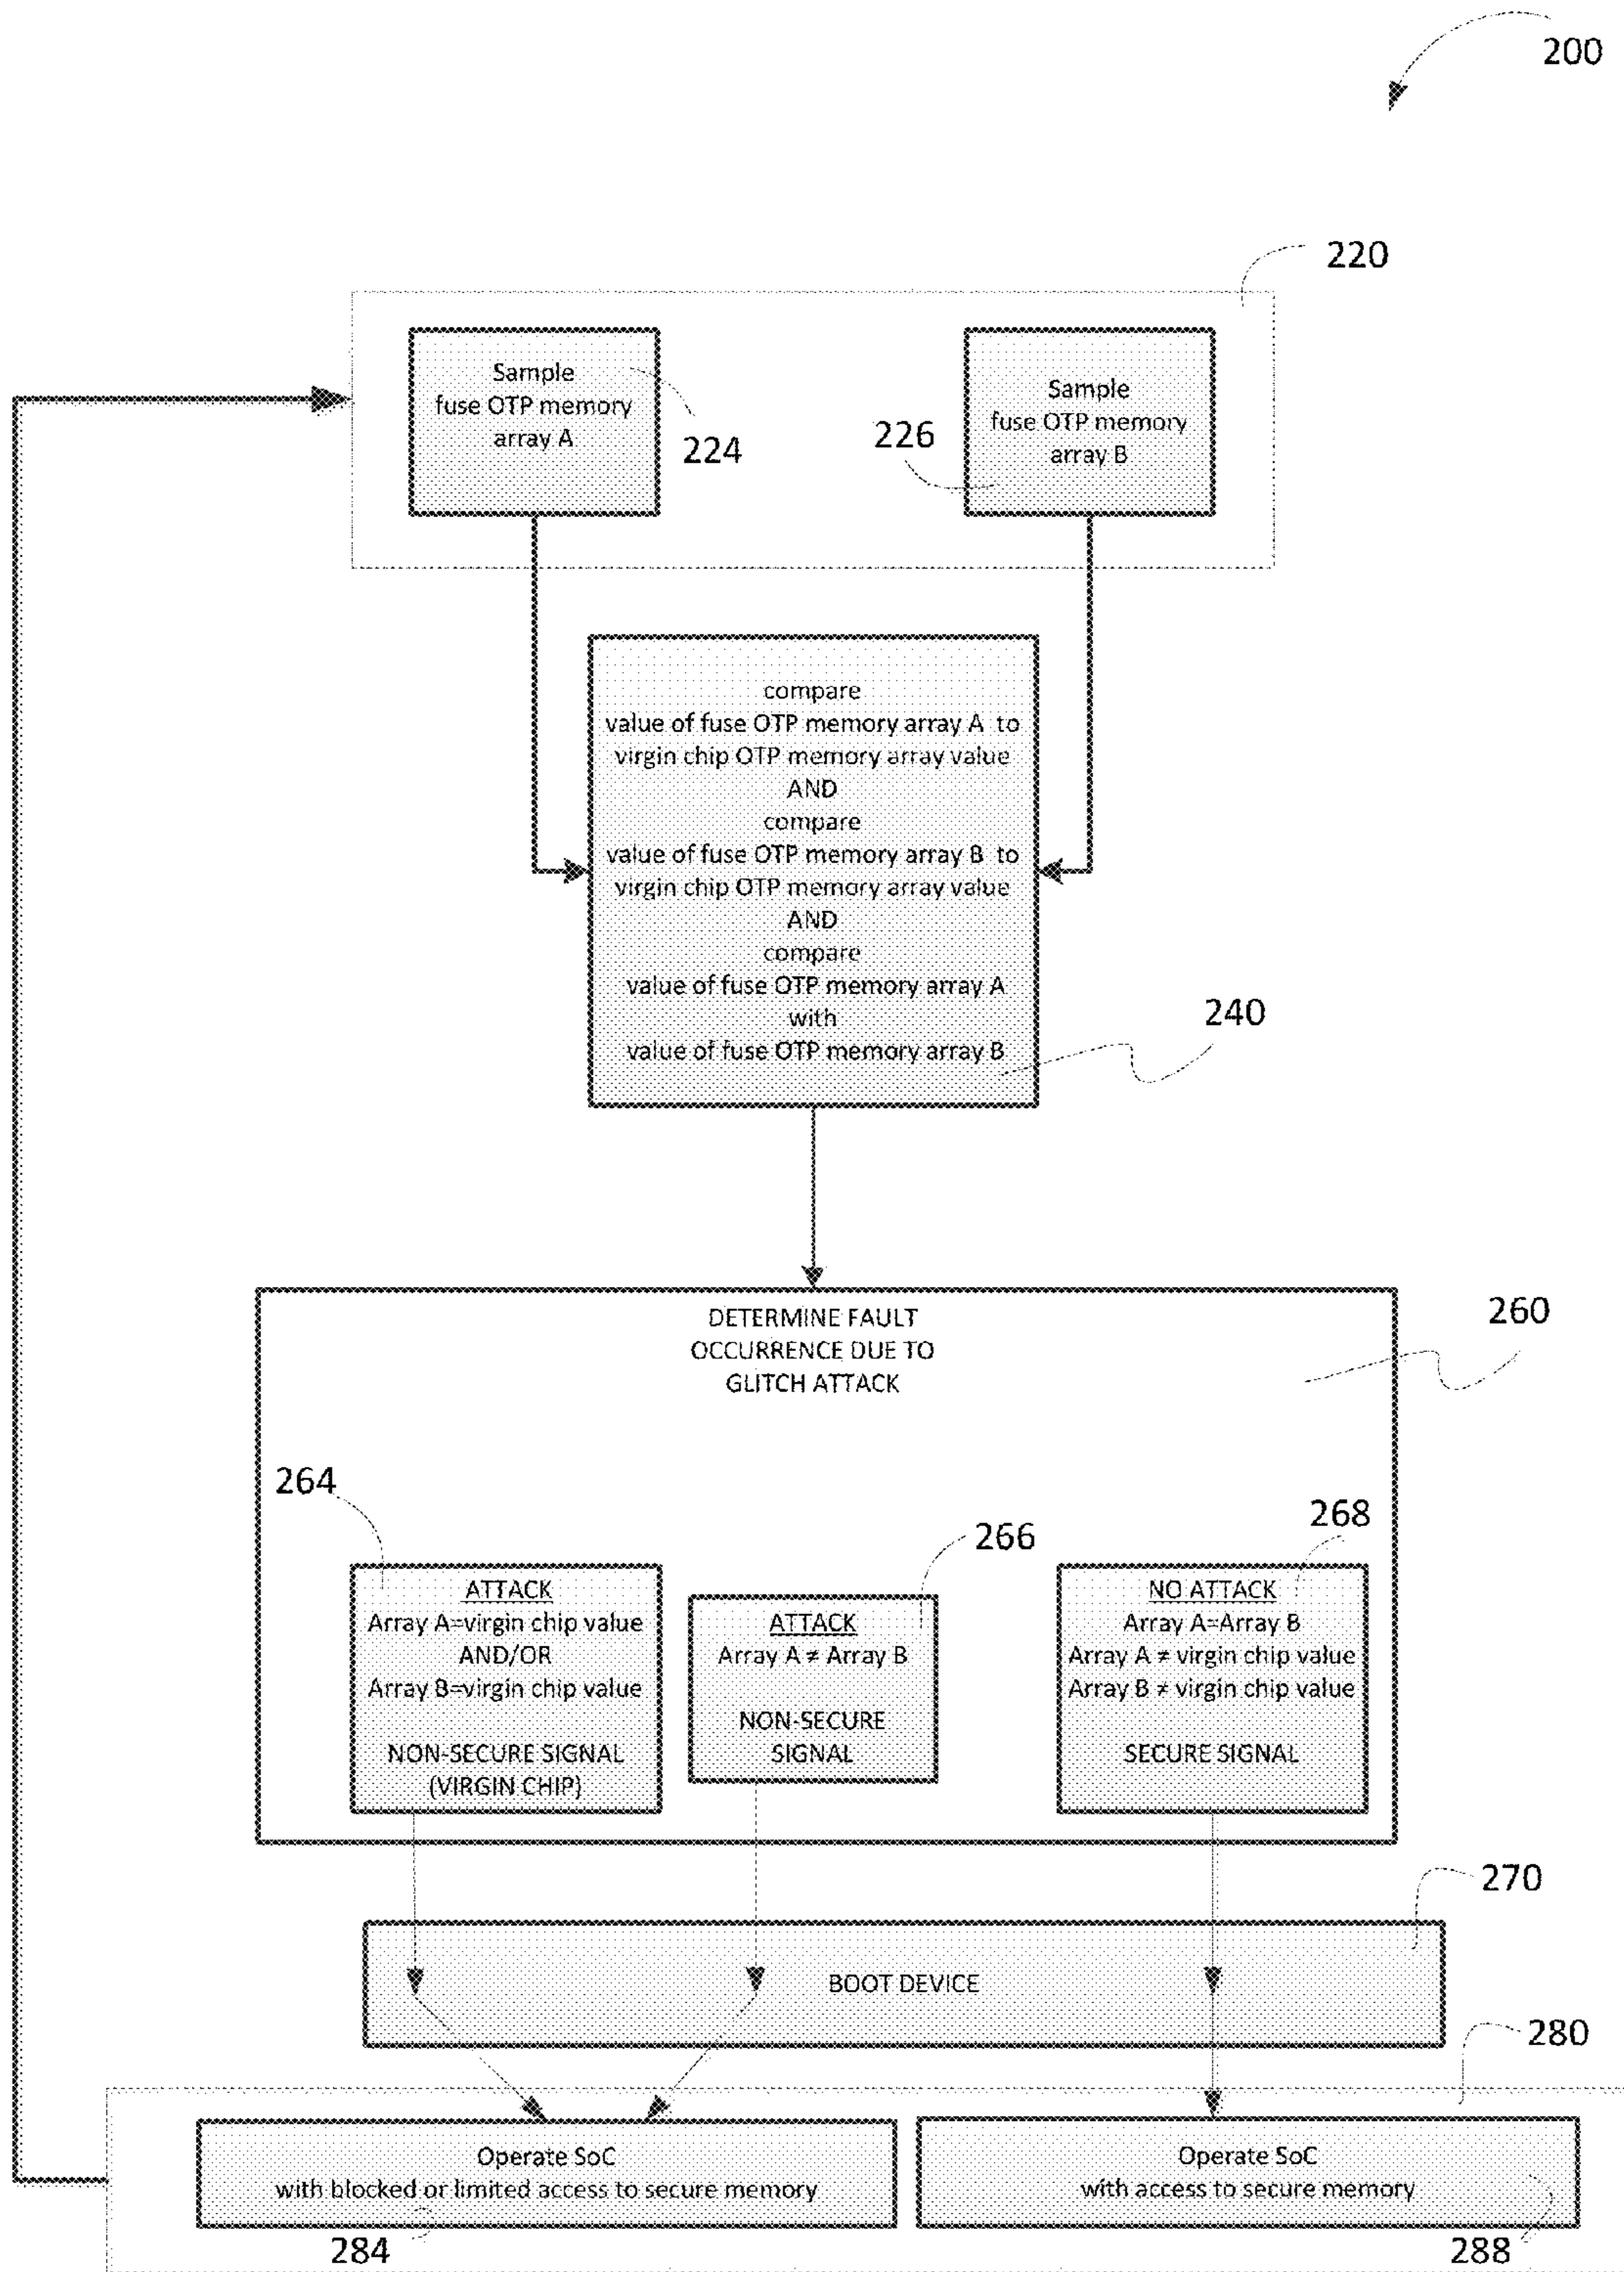 200
220
Sample
fuse OTP memory
array A
224
226
Sample
fuse OTP memory
array B
compare
value of fuse OTP memory array A to
virgin chip OTP memory array value
AND
compare
value of fuse OTP memory array B to
virgin chip OTP memory array value
AND
compare
value of fuse OTP memory array A
with
value of fuse OTP memory array B
240
DETERMINE FAULT
OCCURRENCE DUE TO
GLITCH ATTACK
260
264
ATTACK
Array A=virgin chip value
AND/OR
Array B=virgin chip value
NON-SECURE SIGNAL
(VIRGIN CHIP)
266
ATTACK
Array A ≠ Array B
NON-SECURE
SIGNAL
268
NO ATTACK
Array A=Array B
Array A ≠ virgin chip value
Array B ≠ virgin chip value
SECURE SIGNAL
270
BOOT DEVICE
280
Operate SoC
with blocked or limited access to secure memory
284
Operate SoC
with access to secure memory
288